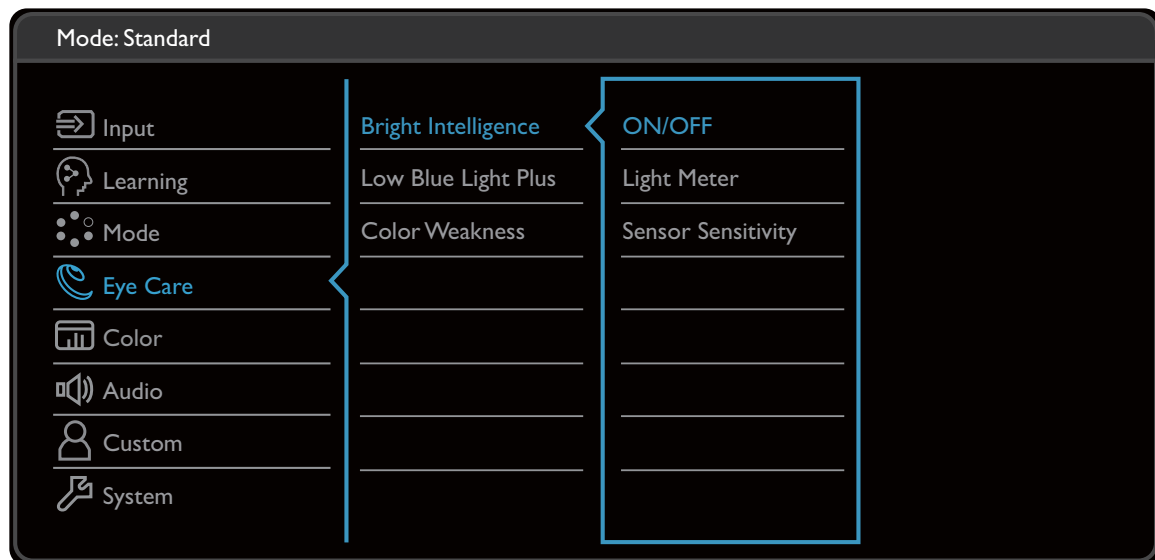 Mode: Standard
Input
Learning
Mode
Eye Care
Color
Audio
Custom
System
Bright Intelligence
Low Blue Light Plus
Color Weakness
ON/OFF
Light Meter
Sensor Sensitivity